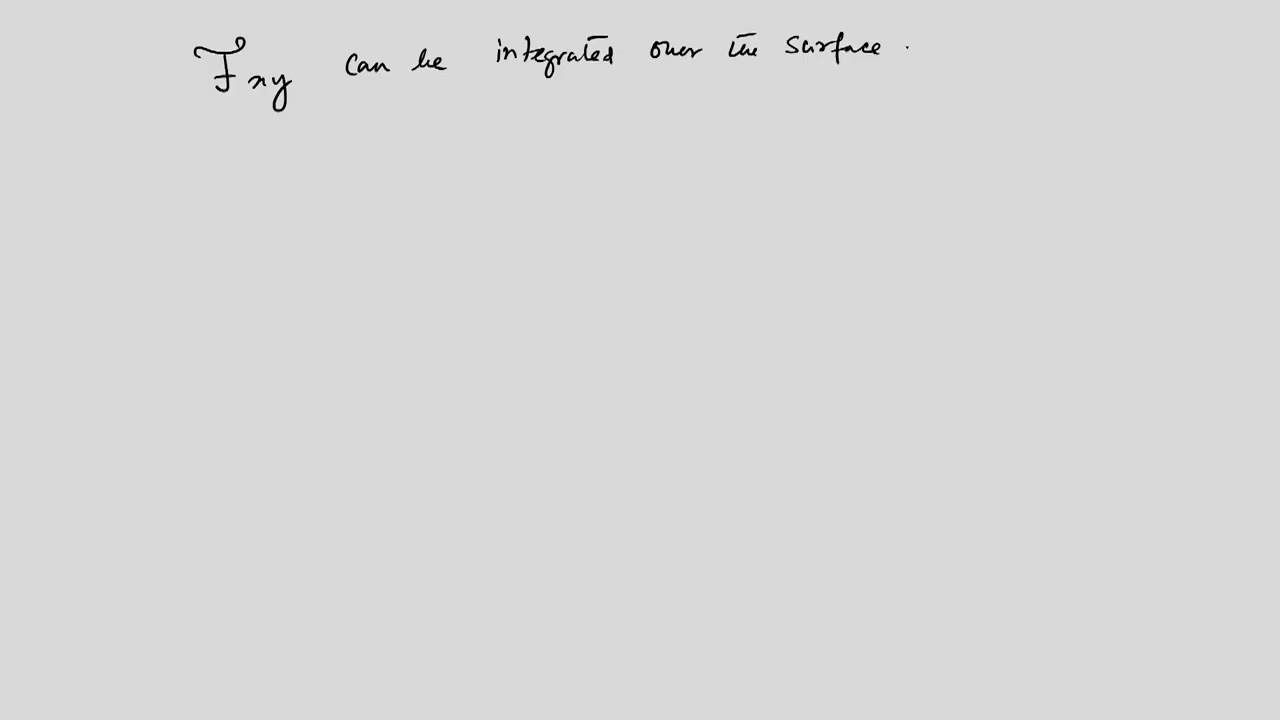 ℱxy can be integrated over the surface.